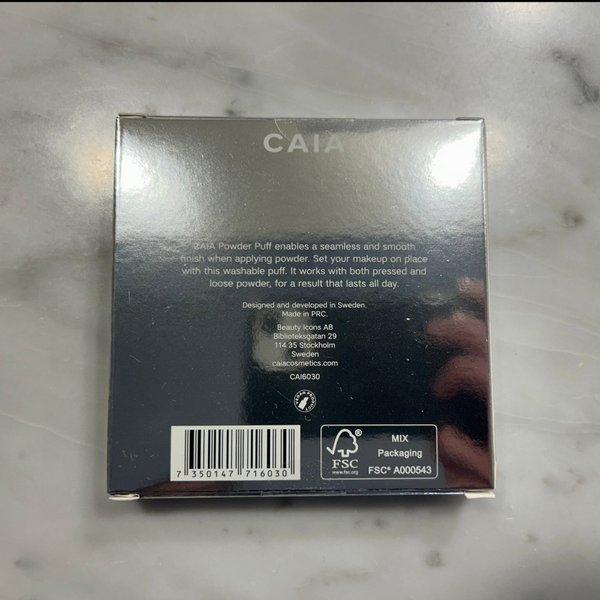 CAIA
CAIA Powder Puff enables a seamless and smooth
finish when applying powder. Set your makeup on place
with this washable puff. It works with both pressed and
loose powder, for a result that lasts all day.
Designed and developed in Sweden.
Made in PRC.
Beauty Icons AB
Biblioteksgatan 29
114 35 Stockholm
Sweden
caiacosmetics.com
CAI6030
VEGAN PRODUCT
7 350147 716030
FSC
www.fsc.org
MIX
Packaging
FSC® A000543